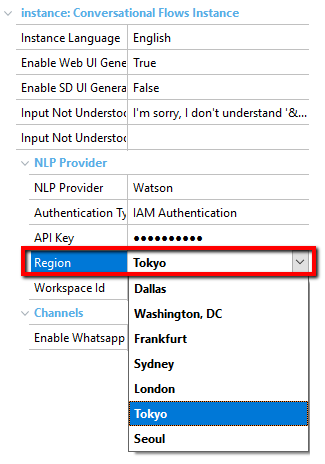 instance: Conversational Flows Instance
Instance Language English
Enable Web UI Gene True
Enable SD UI Genera False
Input Not Understoo I'm sorry, I don't understand '&...
Input Not Understoo
NLP Provider
NLP Provider Watson
Authentication Ty IAM Authentication
API Key ●●●●●●●●●●
Region Tokyo
Workspace Id Dallas
Washington, DC
Channels Frankfurt
Enable Whatsapp Sydney
London
Tokyo
Seoul